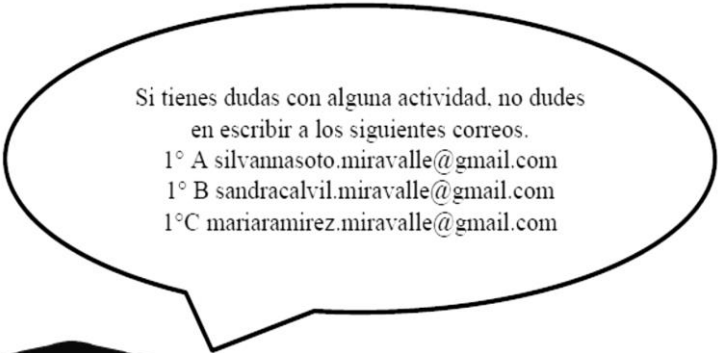 Si tienes dudas con alguna actividad, no dudes
en escribir a los siguientes correos.
1° A silvannasoto.miravalle@gmail.com
1° B sandracalvil.miravalle@gmail.com
1°C mariaramirez.miravalle@gmail.com